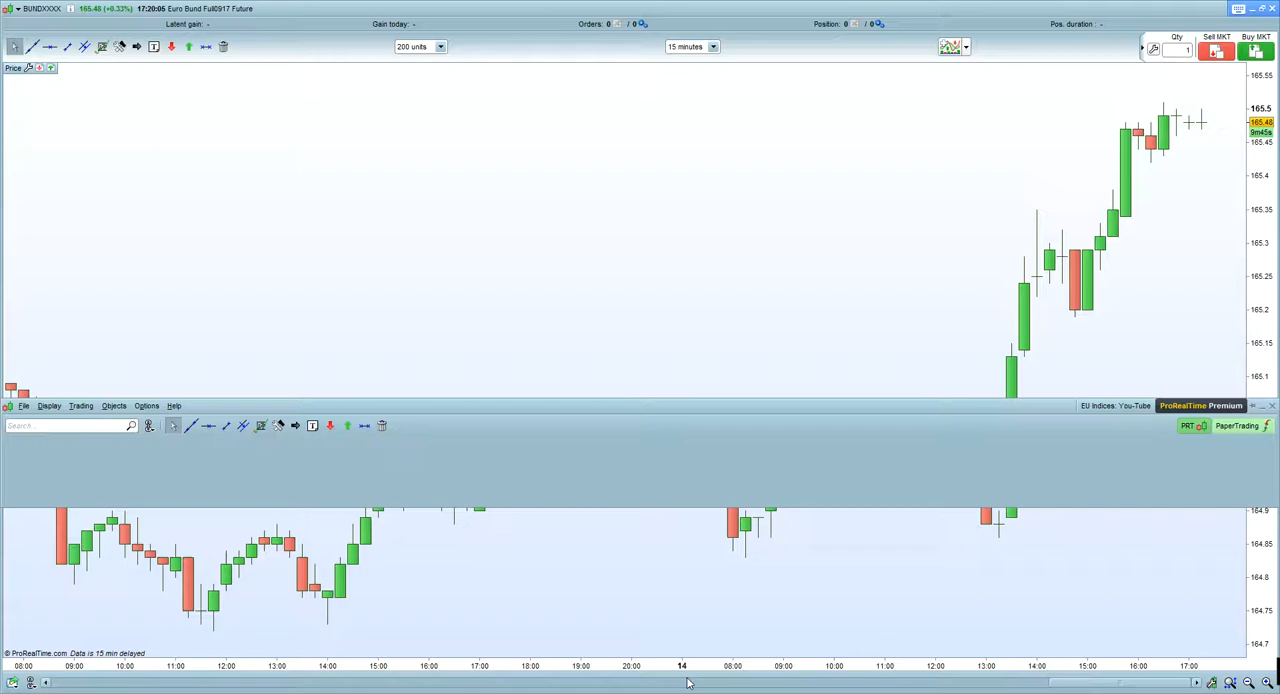 BUNDXXXX 165.48 (+0.33%) 17:20:05 Euro Bund Full0917 Future
Latent gain: - Gain today: - Orders: 0 / 0 Position: 0 / 0 Pos. duration : -
200 units 15 minutes Qty Sell MKT Buy MKT
1
Price
165.55
165.5
165.48
9m45s
165.45
165.4
165.35
165.3
165.25
165.2
165.15
165.1
File Display Trading Objects Options Help EU Indices: You-Tube ProRealTime Premium
Search... PRT PaperTrading
164.9
164.85
164.8
164.75
164.7
© ProRealTime.com Data is 15 min delayed
08:00 09:00 10:00 11:00 12:00 13:00 14:00 15:00 16:00 17:00 18:00 19:00 20:00 14 08:00 09:00 10:00 11:00 12:00 13:00 14:00 15:00 16:00 17:00